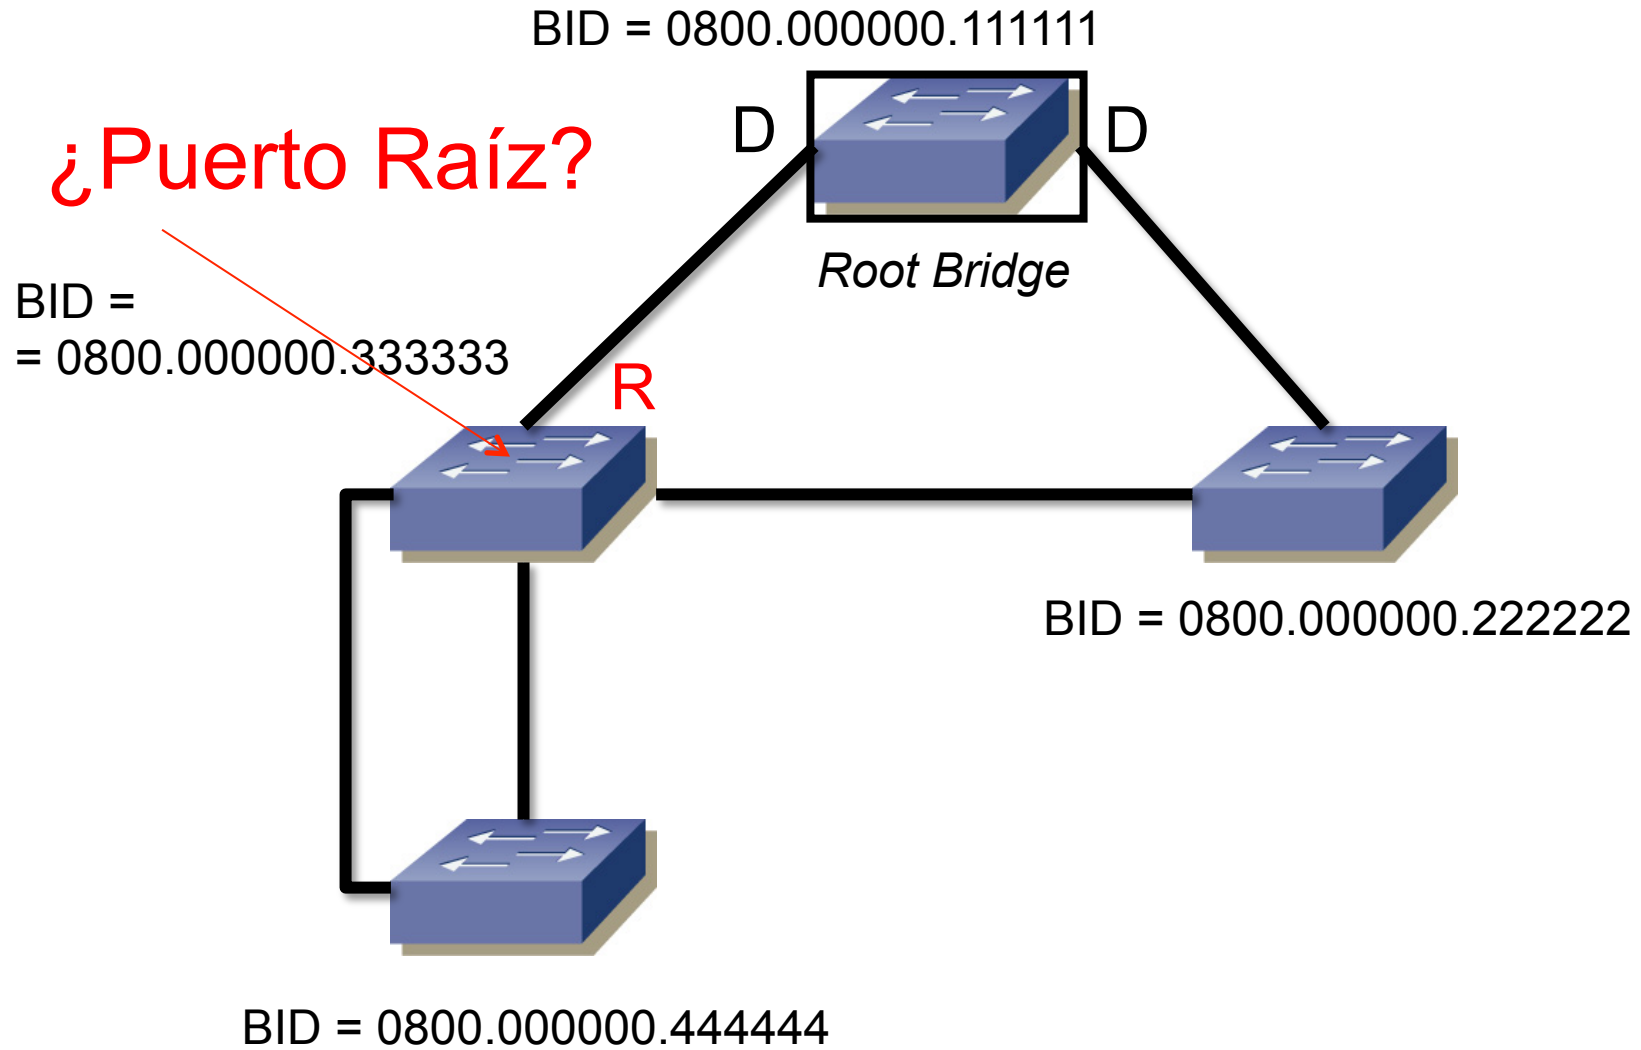 BID = 0800.000000.111111
D
D
¿Puerto Raíz?
Root Bridge
BID =
= 0800.000000.333333
R
BID = 0800.000000.222222
BID = 0800.000000.444444